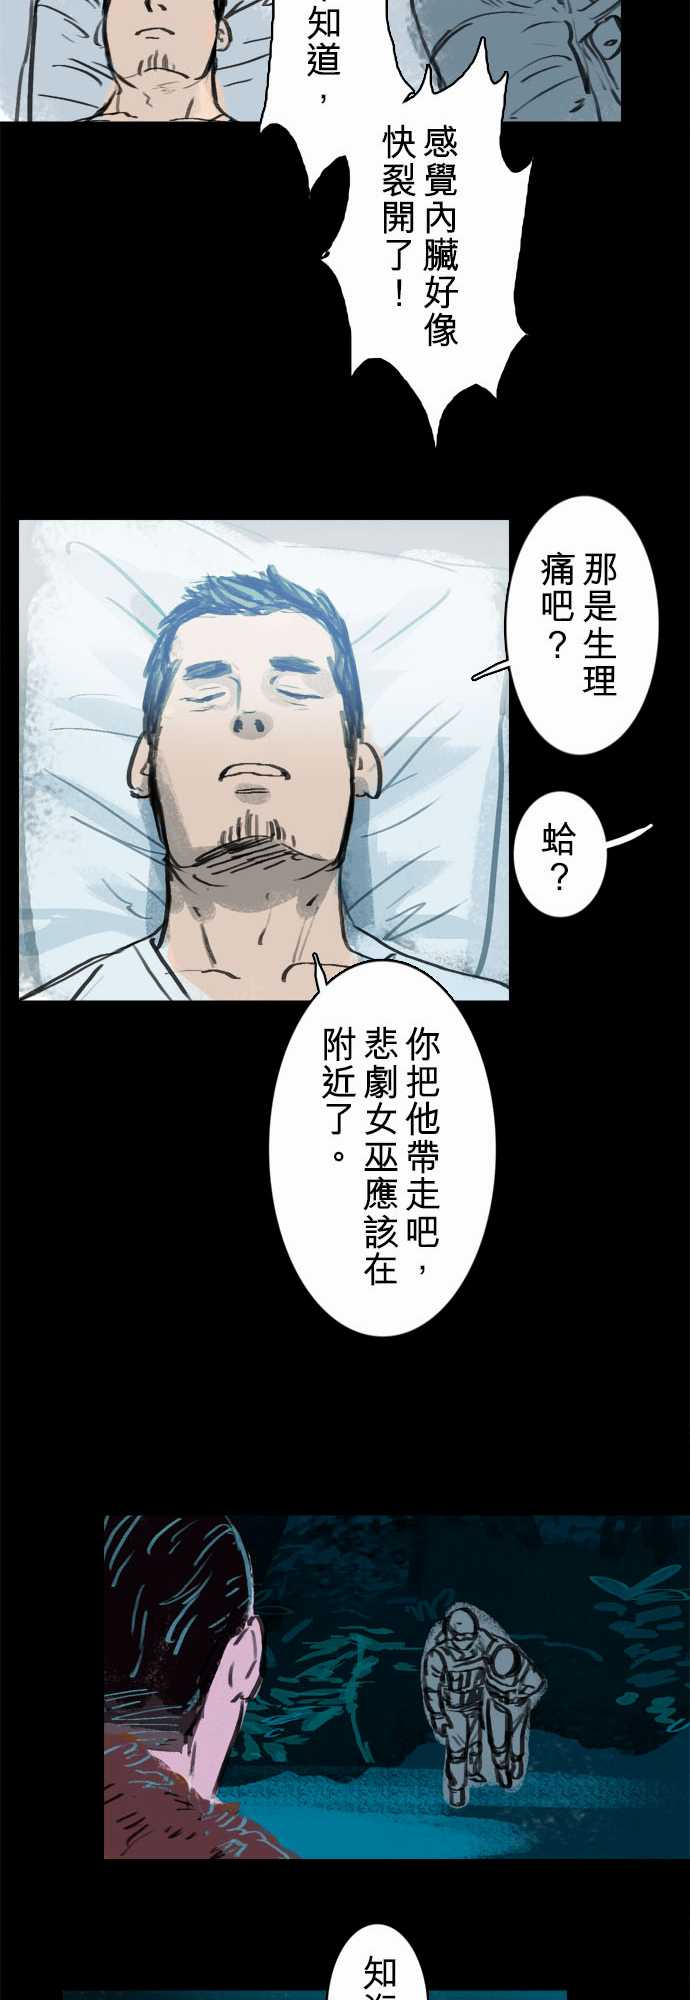 知道，
感覺內臟好像
快裂開了！
那是生理
痛吧？
蛤？
你把他帶走吧，
悲劇女巫應該在
附近了。
知